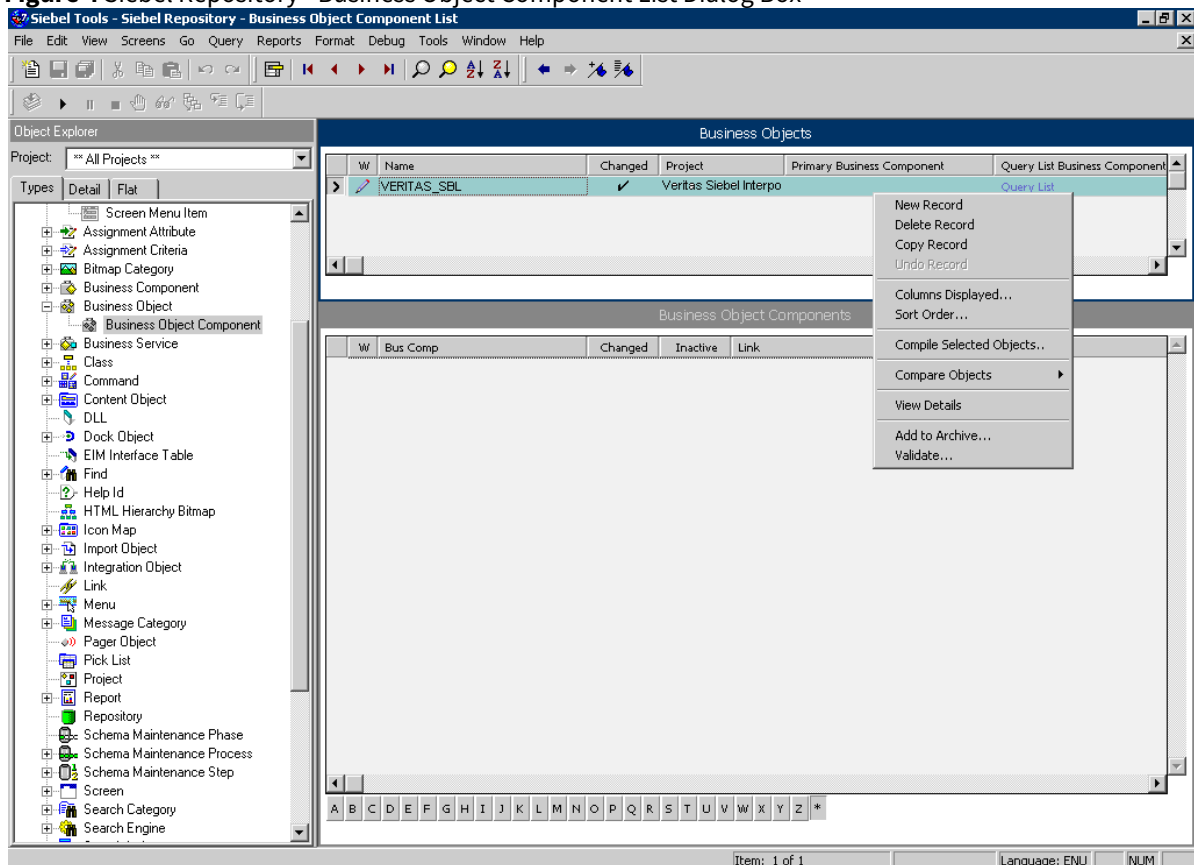 Figure 4 Siebel Repository - Business Object Component List Dialog Box
Siebel Tools - Siebel Repository - Business Object Component List
File Edit View Screens Go Query Reports Format Debug Tools Window Help
Object Explorer
Project: ** All Projects **
Types Detail Flat
Screen Menu Item
Assignment Attribute
Assignment Criteria
Bitmap Category
Business Component
Business Object
Business Object Component
Business Service
Class
Command
Content Object
DLL
Dock Object
EIM Interface Table
Find
Help Id
HTML Hierarchy Bitmap
Icon Map
Import Object
Integration Object
Link
Menu
Message Category
Pager Object
Pick List
Project
Report
Repository
Schema Maintenance Phase
Schema Maintenance Process
Schema Maintenance Step
Screen
Search Category
Search Engine
Business Objects
W Name Changed Project Primary Business Component Query List Business Component
VERITAS_SBL Veritas Siebel Interpo Query List
New Record
Delete Record
Copy Record
Undo Record
Columns Displayed...
Sort Order...
Compile Selected Objects..
Compare Objects
View Details
Add to Archive...
Validate...
Business Object Components
W Bus Comp Changed Inactive Link
A B C D E F G H I J K L M N O P Q R S T U V W X Y Z *
Item: 1 of 1 Language: ENU NUM